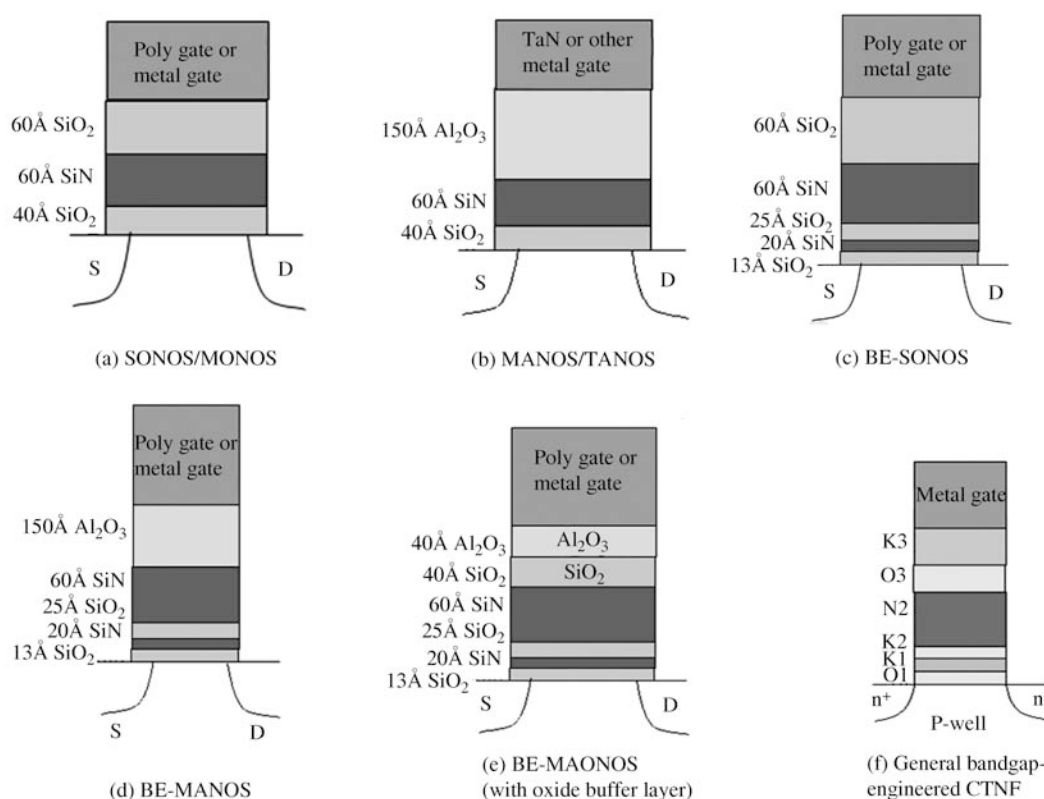 Poly gate or
metal gate
60Å SiO₂
60Å SiN
40Å SiO₂
S
D
(a) SONOS/MONOS
TaN or other
metal gate
150Å Al₂O₃
60Å SiN
40Å SiO₂
S
D
(b) MANOS/TANOS
Poly gate or
metal gate
60Å SiO₂
60Å SiN
25Å SiO₂
20Å SiN
13Å SiO₂
S
D
(c) BE-SONOS
Poly gate or
metal gate
150Å Al₂O₃
60Å SiN
25Å SiO₂
20Å SiN
13Å SiO₂
S
D
(d) BE-MANOS
Poly gate or
metal gate
40Å Al₂O₃
Al₂O₃
40Å SiO₂
SiO₂
60Å SiN
25Å SiO₂
20Å SiN
13Å SiO₂
S
D
(e) BE-MAONOS
(with oxide buffer layer)
Metal gate
K3
O3
N2
K2
K1
O1
n⁺
n
P-well
(f) General bandgap-
engineered CTNF